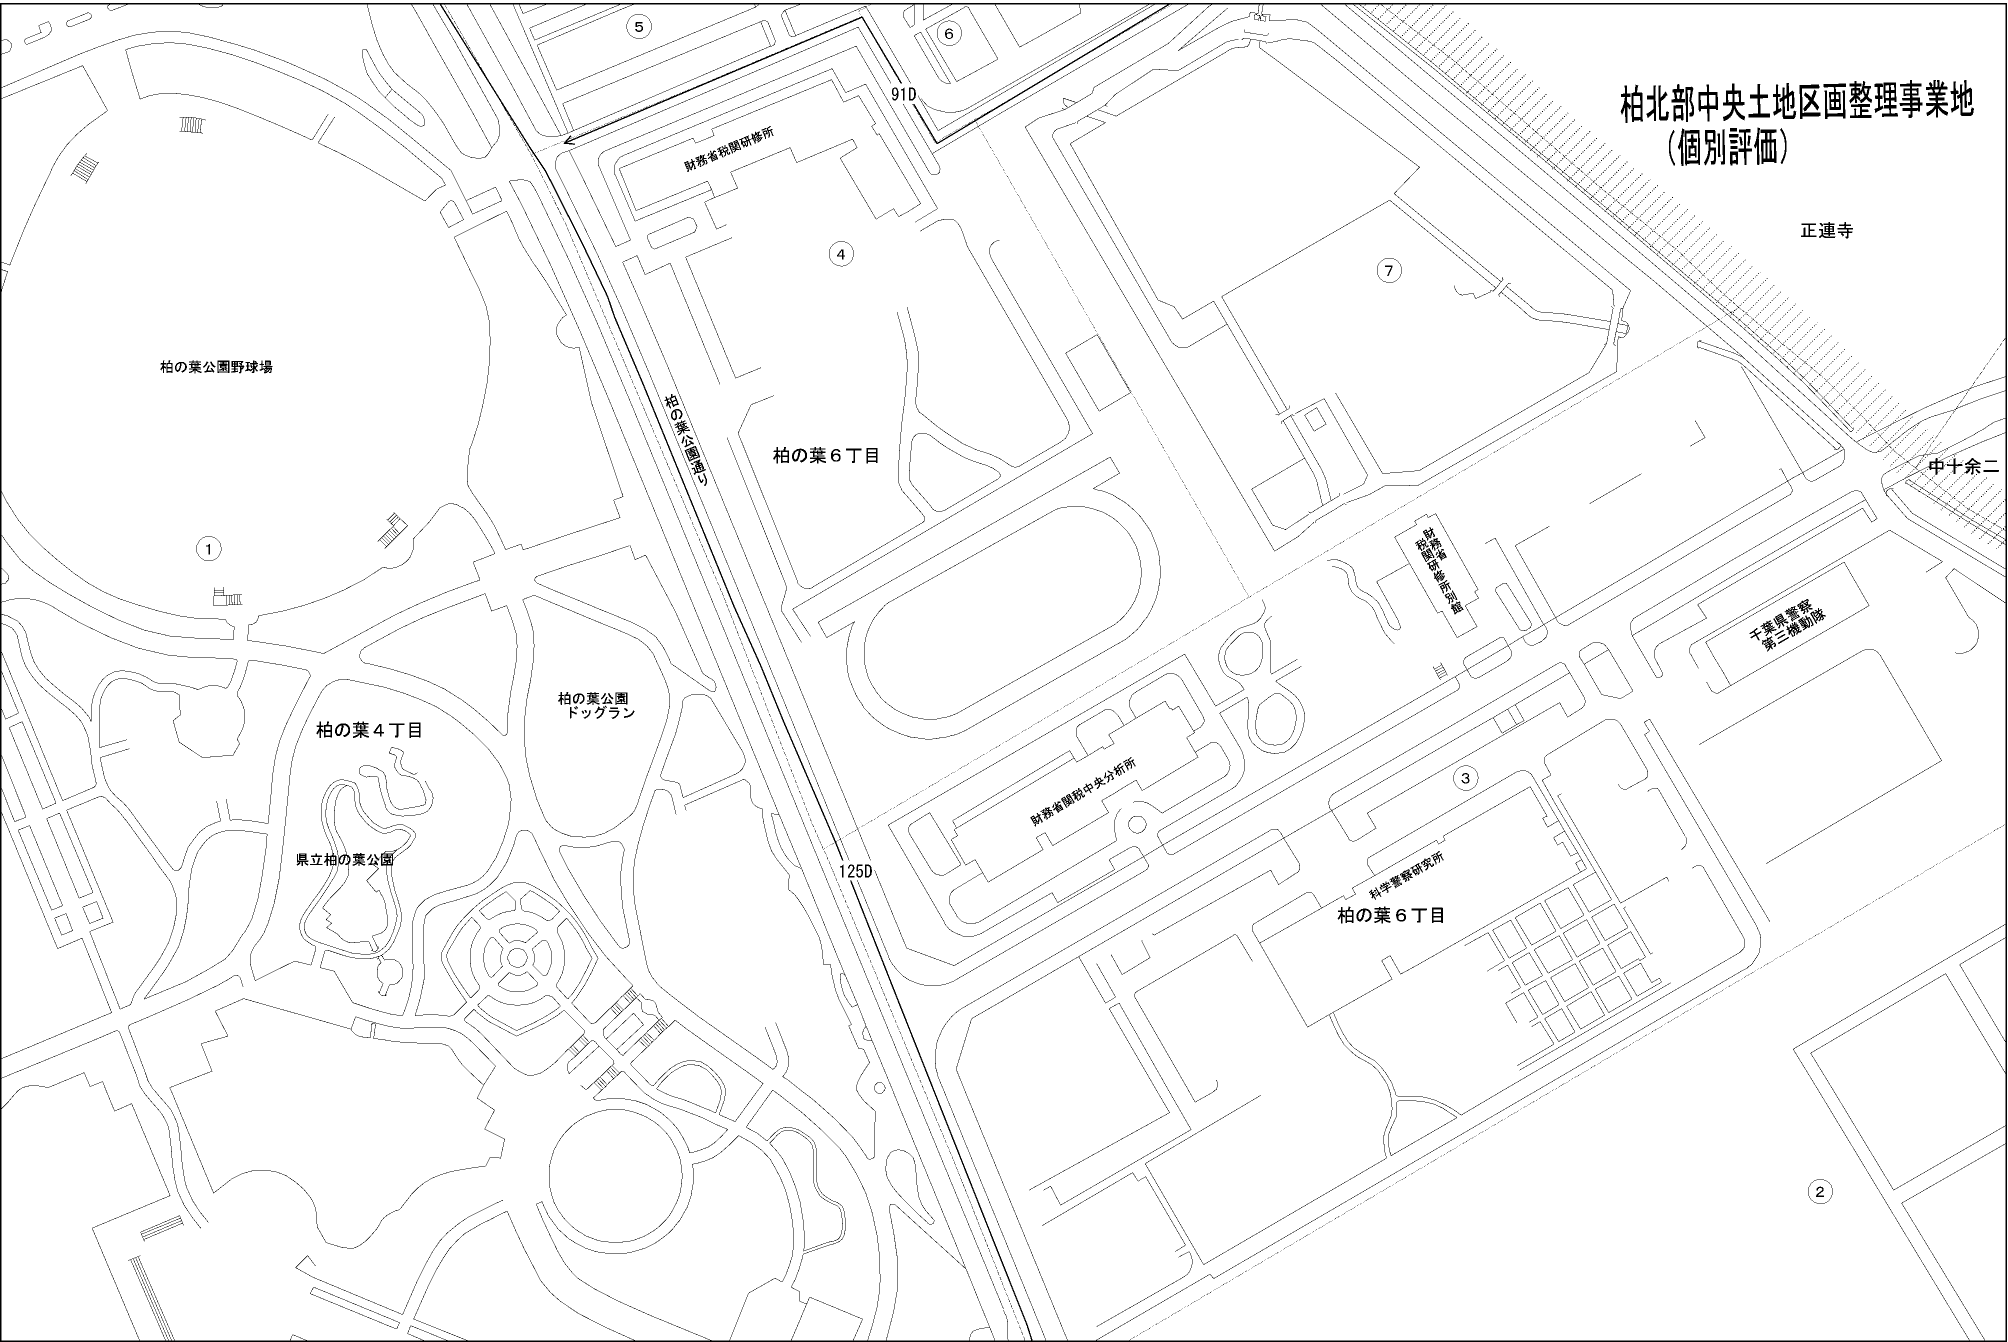 ⑤
⑥
91D
柏北部中央土地区画整理事業地
（個別評価）
財務省税関研修所
正連寺
④
⑦
柏の葉公園野球場
柏の葉公園通り
柏の葉６丁目
中十余二
①
財務省
税関研修所別館
千葉県警察
第三機動隊
柏の葉公園
ドッグラン
柏の葉４丁目
③
財務省関税中央分析所
県立柏の葉公園
125D
科学警察研究所
柏の葉６丁目
②